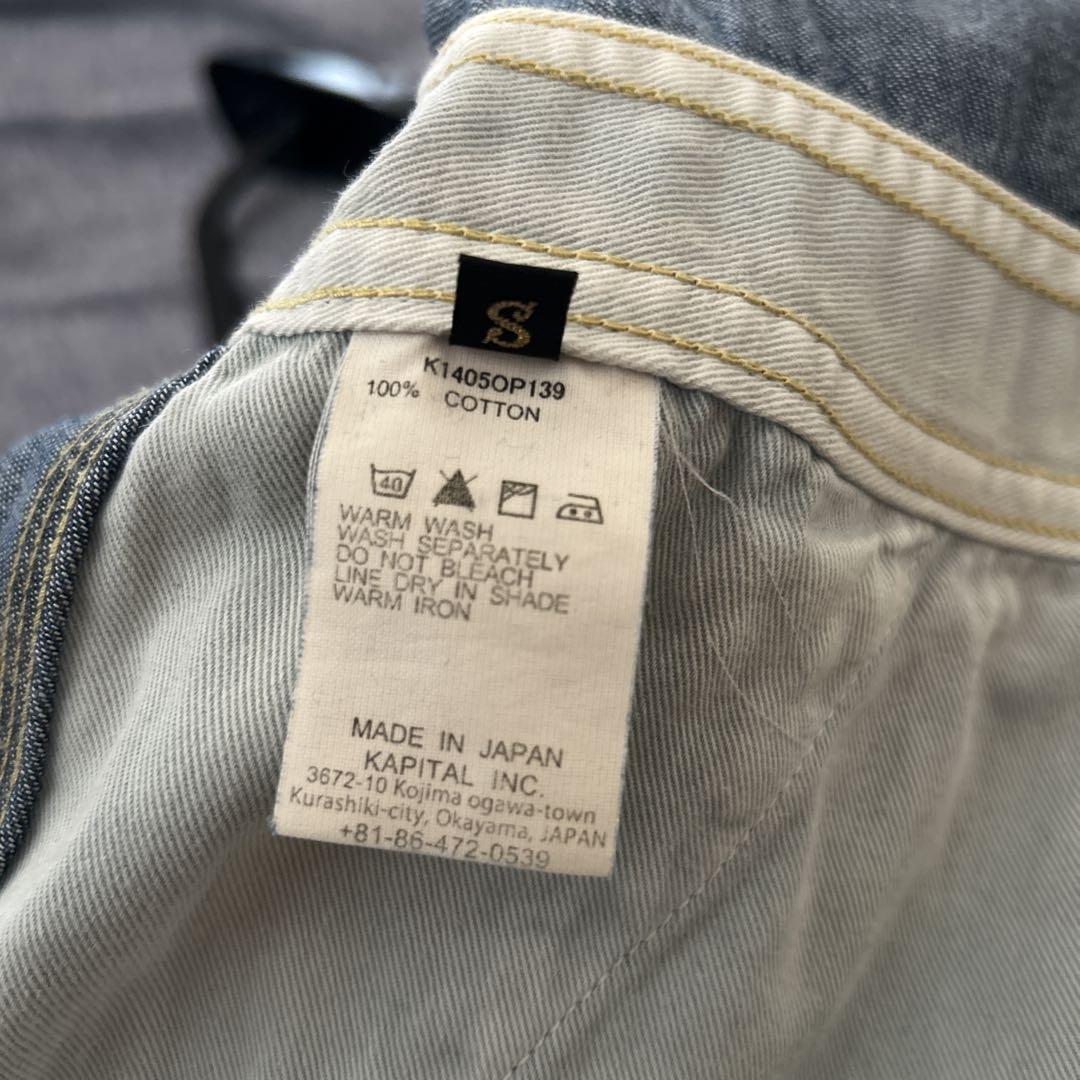 S
K1405OP139
100% COTTON
40
WARM WASH
WASH SEPARATELY
DO NOT BLEACH
LINE DRY IN SHADE
WARM IRON
MADE IN JAPAN
KAPITAL INC.
3672-10 Kojima ogawa-town
Kurashiki-city, Okayama, JAPAN
+81-86-472-0539